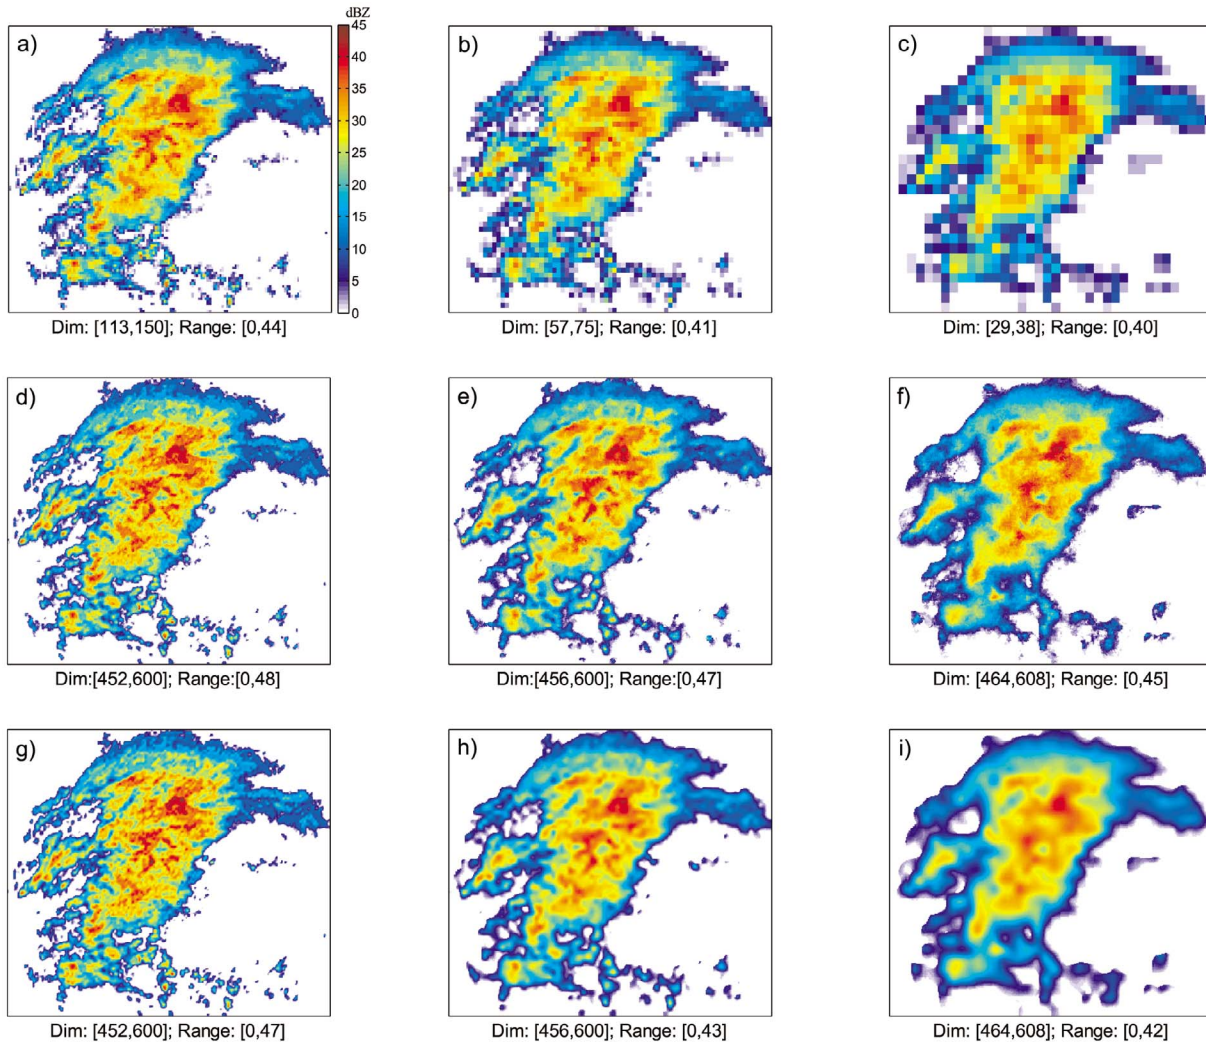 dBZ
a)
45
40
35
30
25
20
15
10
5
0
b)
c)
Dim: [113,150]; Range: [0,44]
Dim: [57,75]; Range: [0,41]
Dim: [29,38]; Range: [0,40]
d)
e)
f)
Dim:[452,600]; Range:[0,48]
Dim:[456,600]; Range:[0,47]
Dim: [464,608]; Range: [0,45]
g)
h)
i)
Dim: [452,600]; Range: [0,47]
Dim: [456,600]; Range: [0,43]
Dim: [464,608]; Range: [0,42]